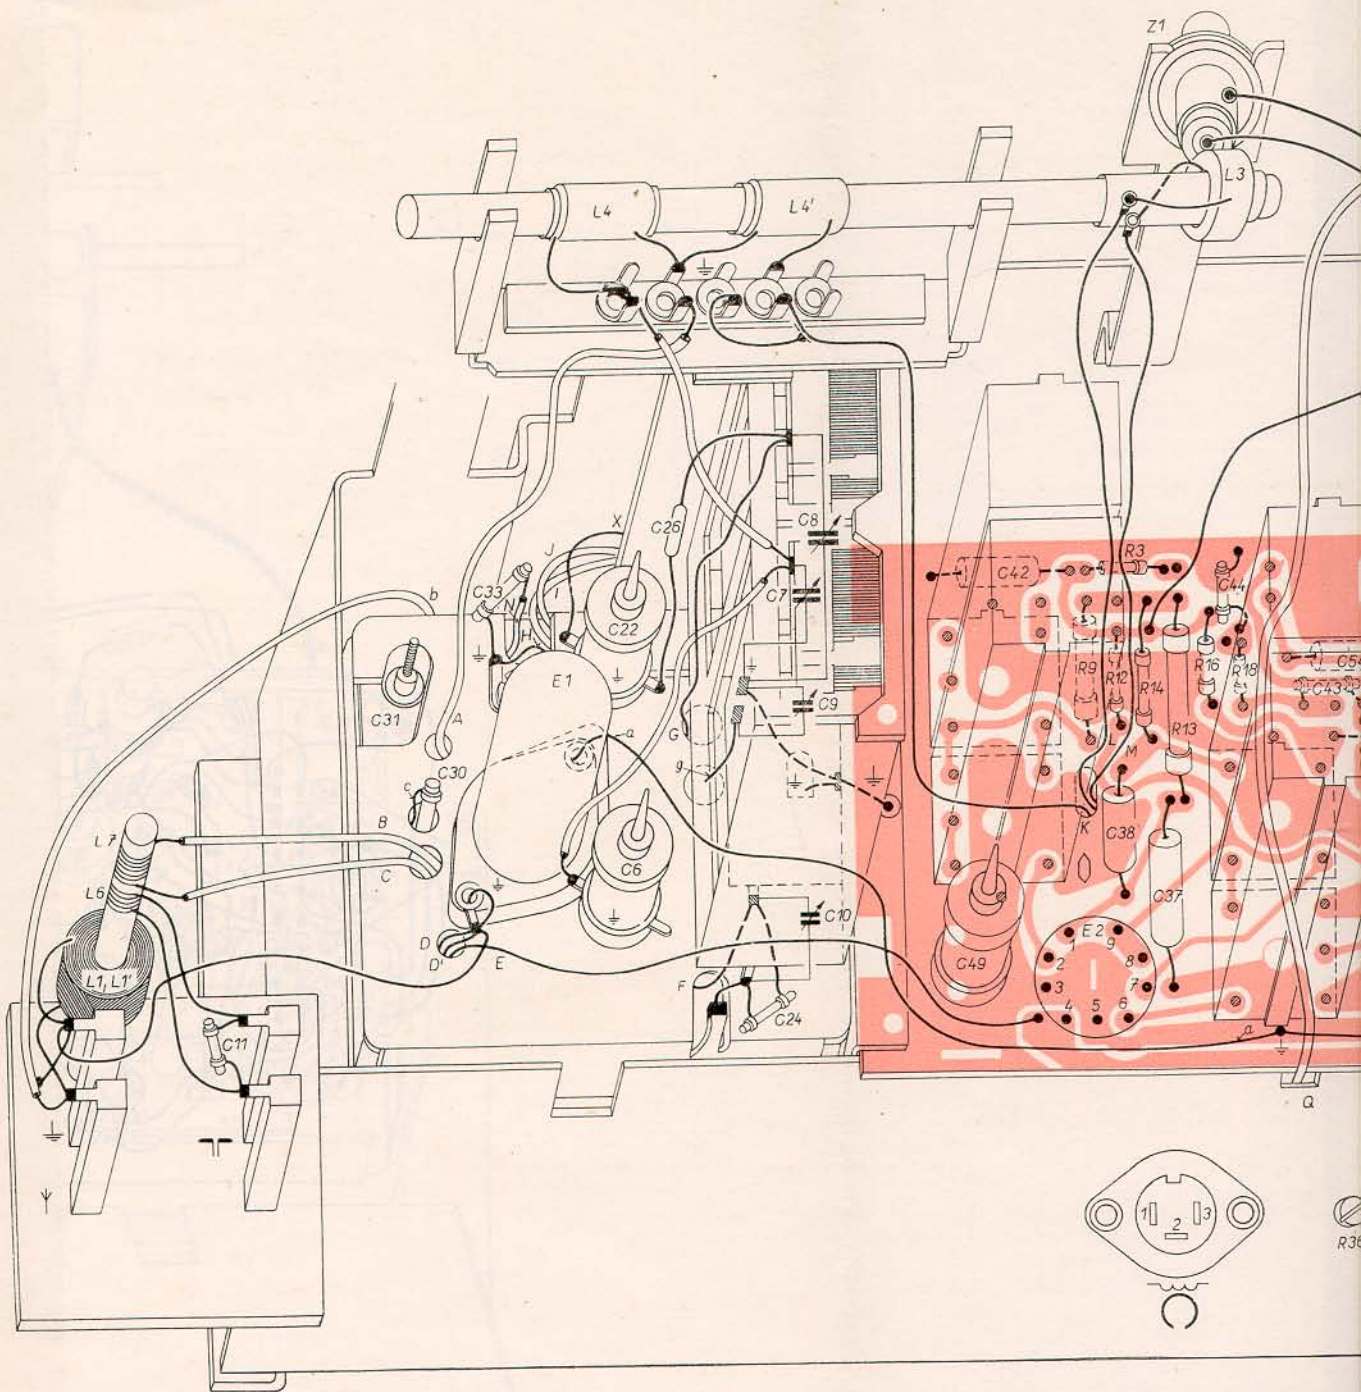 Z1
L3
L4
L4'
X
C26
C8
J
C33
N
I
H
b
C22
C7
R3
C42
C44
E1
C31
A
C9
R9
R12
R14
R16
R18
C43
R13
L
M
G
a
g
C30
c
L7
B
C
L6
C6
K
C38
C37
C10
D
D'
E
L1, L1'
F
C24
C49
E2
1
2
3
4
5
6
7
8
9
C11
a
Q
1
2
3